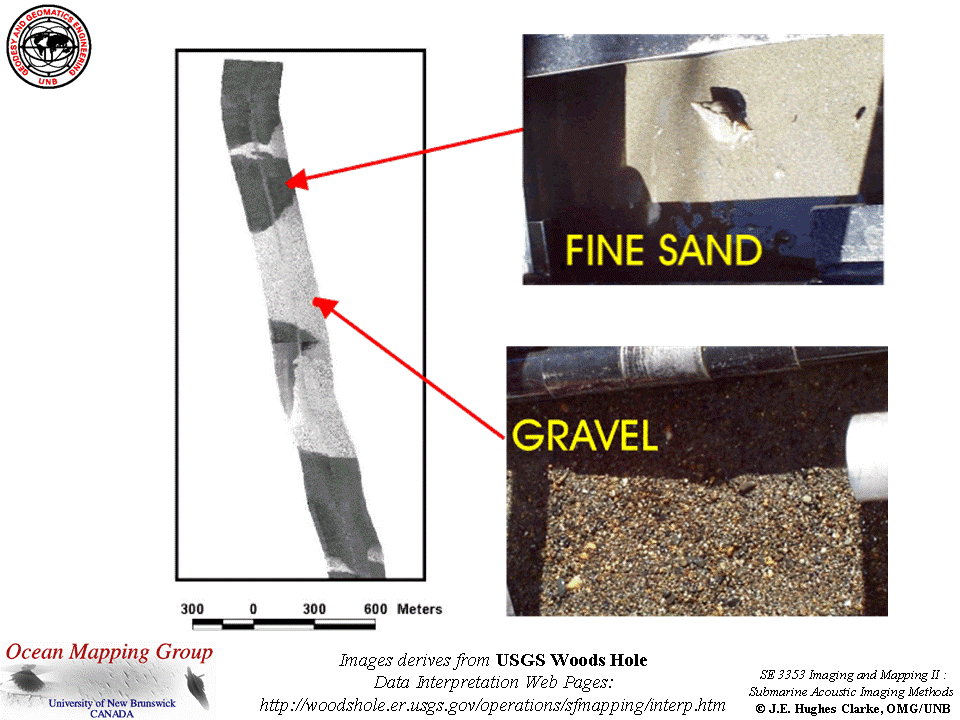 GEODESY AND GEOMATICS ENGINEERING
UNB
FINE SAND
GRAVEL
300 0 300 600 Meters
Ocean Mapping Group
University of New Brunswick
CANADA
Images derives from USGS Woods Hole
Data Interpretation Web Pages:
http://woodshole.er.usgs.gov/operations/sfmapping/interp.htm
SE 3353 Imaging and Mapping II :
Submarine Acoustic Imaging Methods
© J.E. Hughes Clarke, OMG/UNB